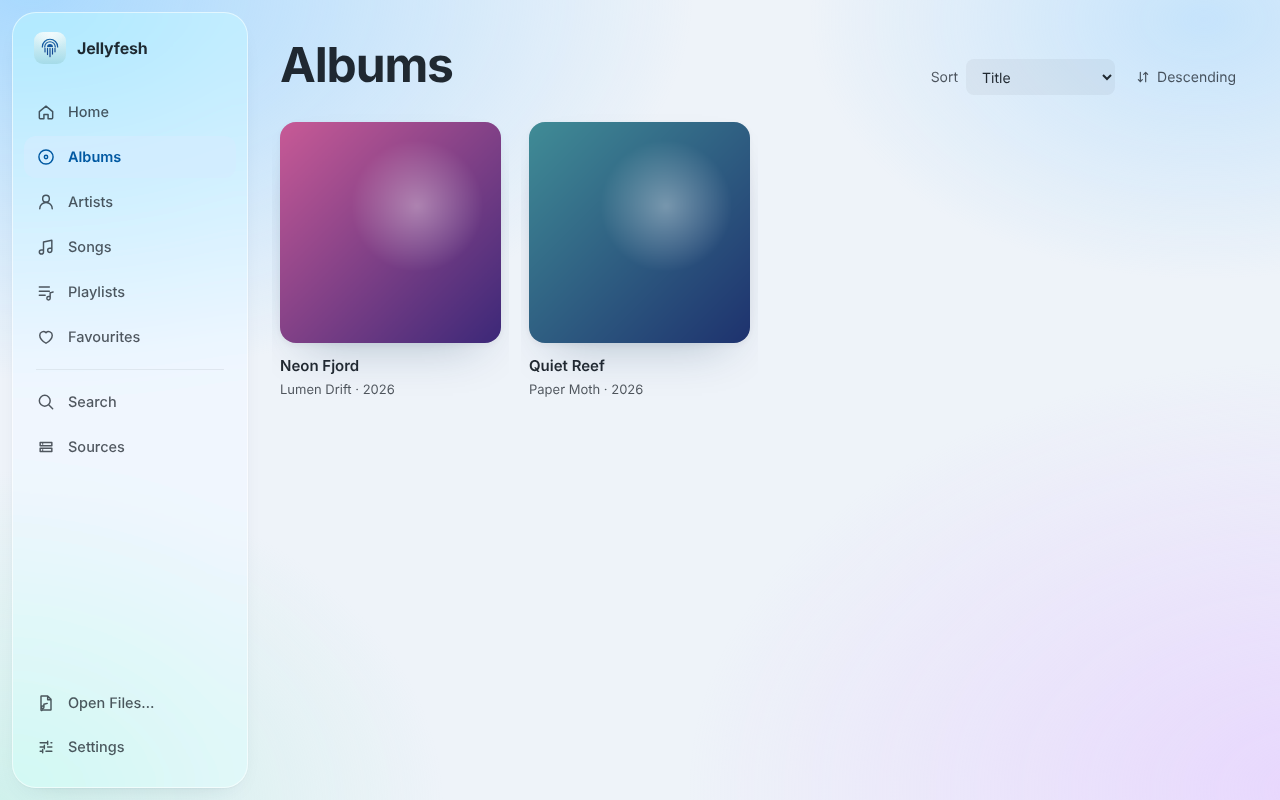 Jellyfesh
Home
Albums
Artists
Songs
Playlists
Favourites
Search
Sources
Open Files...
Settings
Albums
Sort
Title
Descending
Neon Fjord
Lumen Drift · 2026
Quiet Reef
Paper Moth · 2026